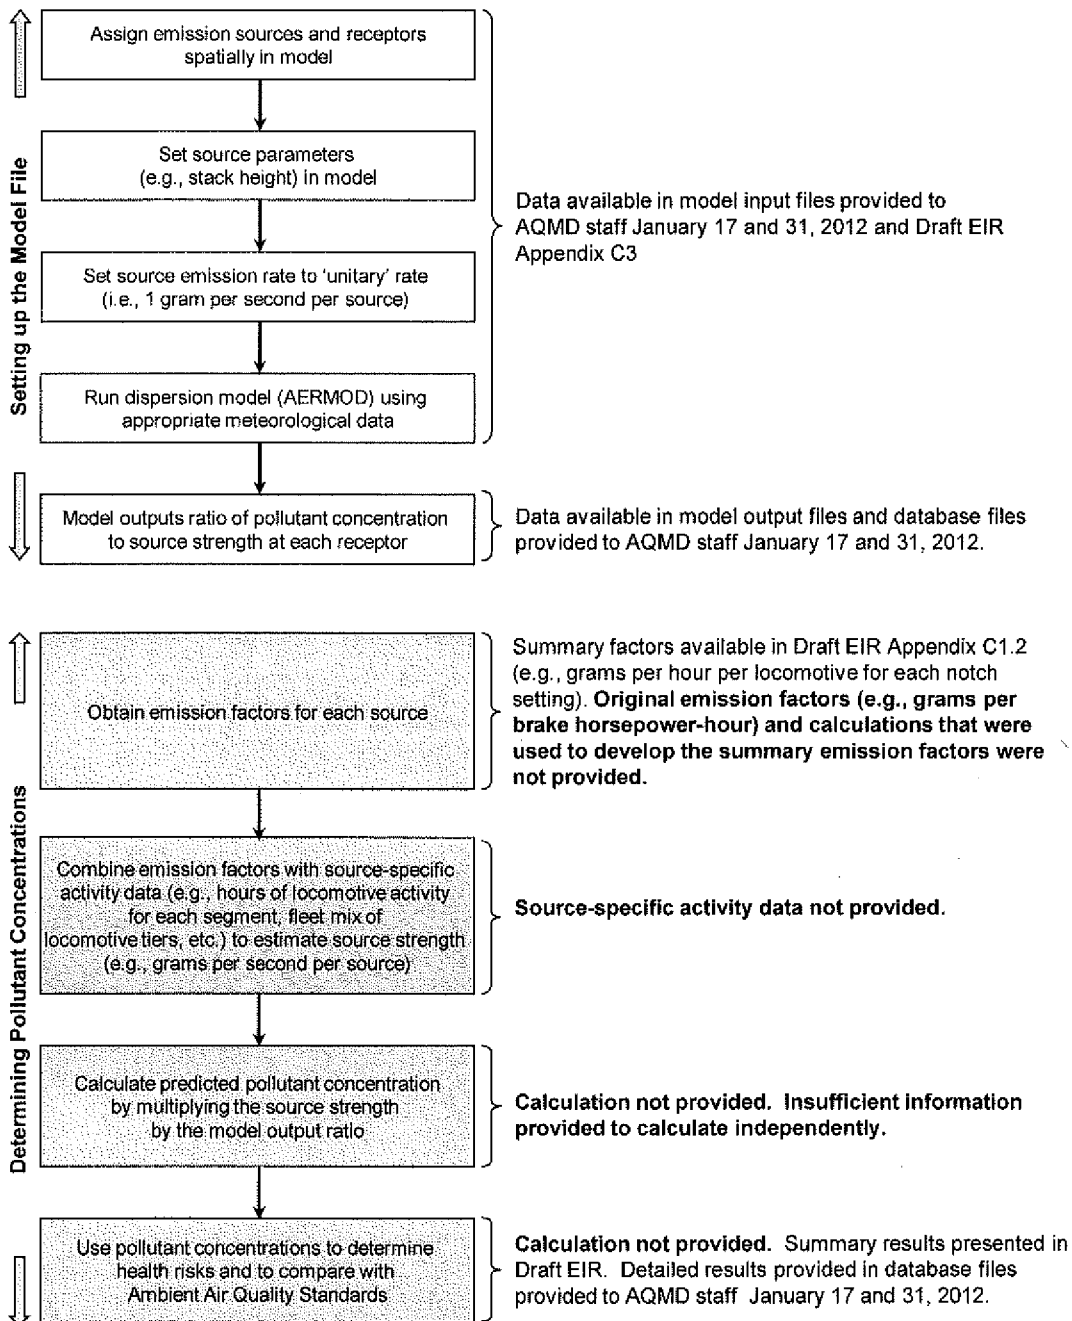 Assign emission sources and receptors
spatially in model
Set source parameters
(e.g., stack height) in model
Set source emission rate to 'unitary' rate
(i.e., 1 gram per second per source)
Run dispersion model (AERMOD) using
appropriate meteorological data
Data available in model input files provided to
AQMD staff January 17 and 31, 2012 and Draft EIR
Appendix C3
Setting up the Model File
Model outputs ratio of pollutant concentration
to source strength at each receptor
Data available in model output files and database files
provided to AQMD staff January 17 and 31, 2012.
Obtain emission factors for each source
Summary factors available in Draft EIR Appendix C1.2
(e.g., grams per hour per locomotive for each notch
setting). Original emission factors (e.g., grams per
brake horsepower-hour) and calculations that were
used to develop the summary emission factors were
not provided.
Determining Pollutant Concentrations
Combine emission factors with source-specific
activity data (e.g., hours of locomotive activity
for each segment, fleet mix of
locomotive tiers, etc.) to estimate source strength
(e.g., grams per second per source)
Source-specific activity data not provided.
Calculate predicted pollutant concentration
by multiplying the source strength
by the model output ratio
Calculation not provided. Insufficient information
provided to calculate independently.
Use pollutant concentrations to determine
health risks and to compare with
Ambient Air Quality Standards
Calculation not provided. Summary results presented in
Draft EIR. Detailed results provided in database files
provided to AQMD staff January 17 and 31, 2012.